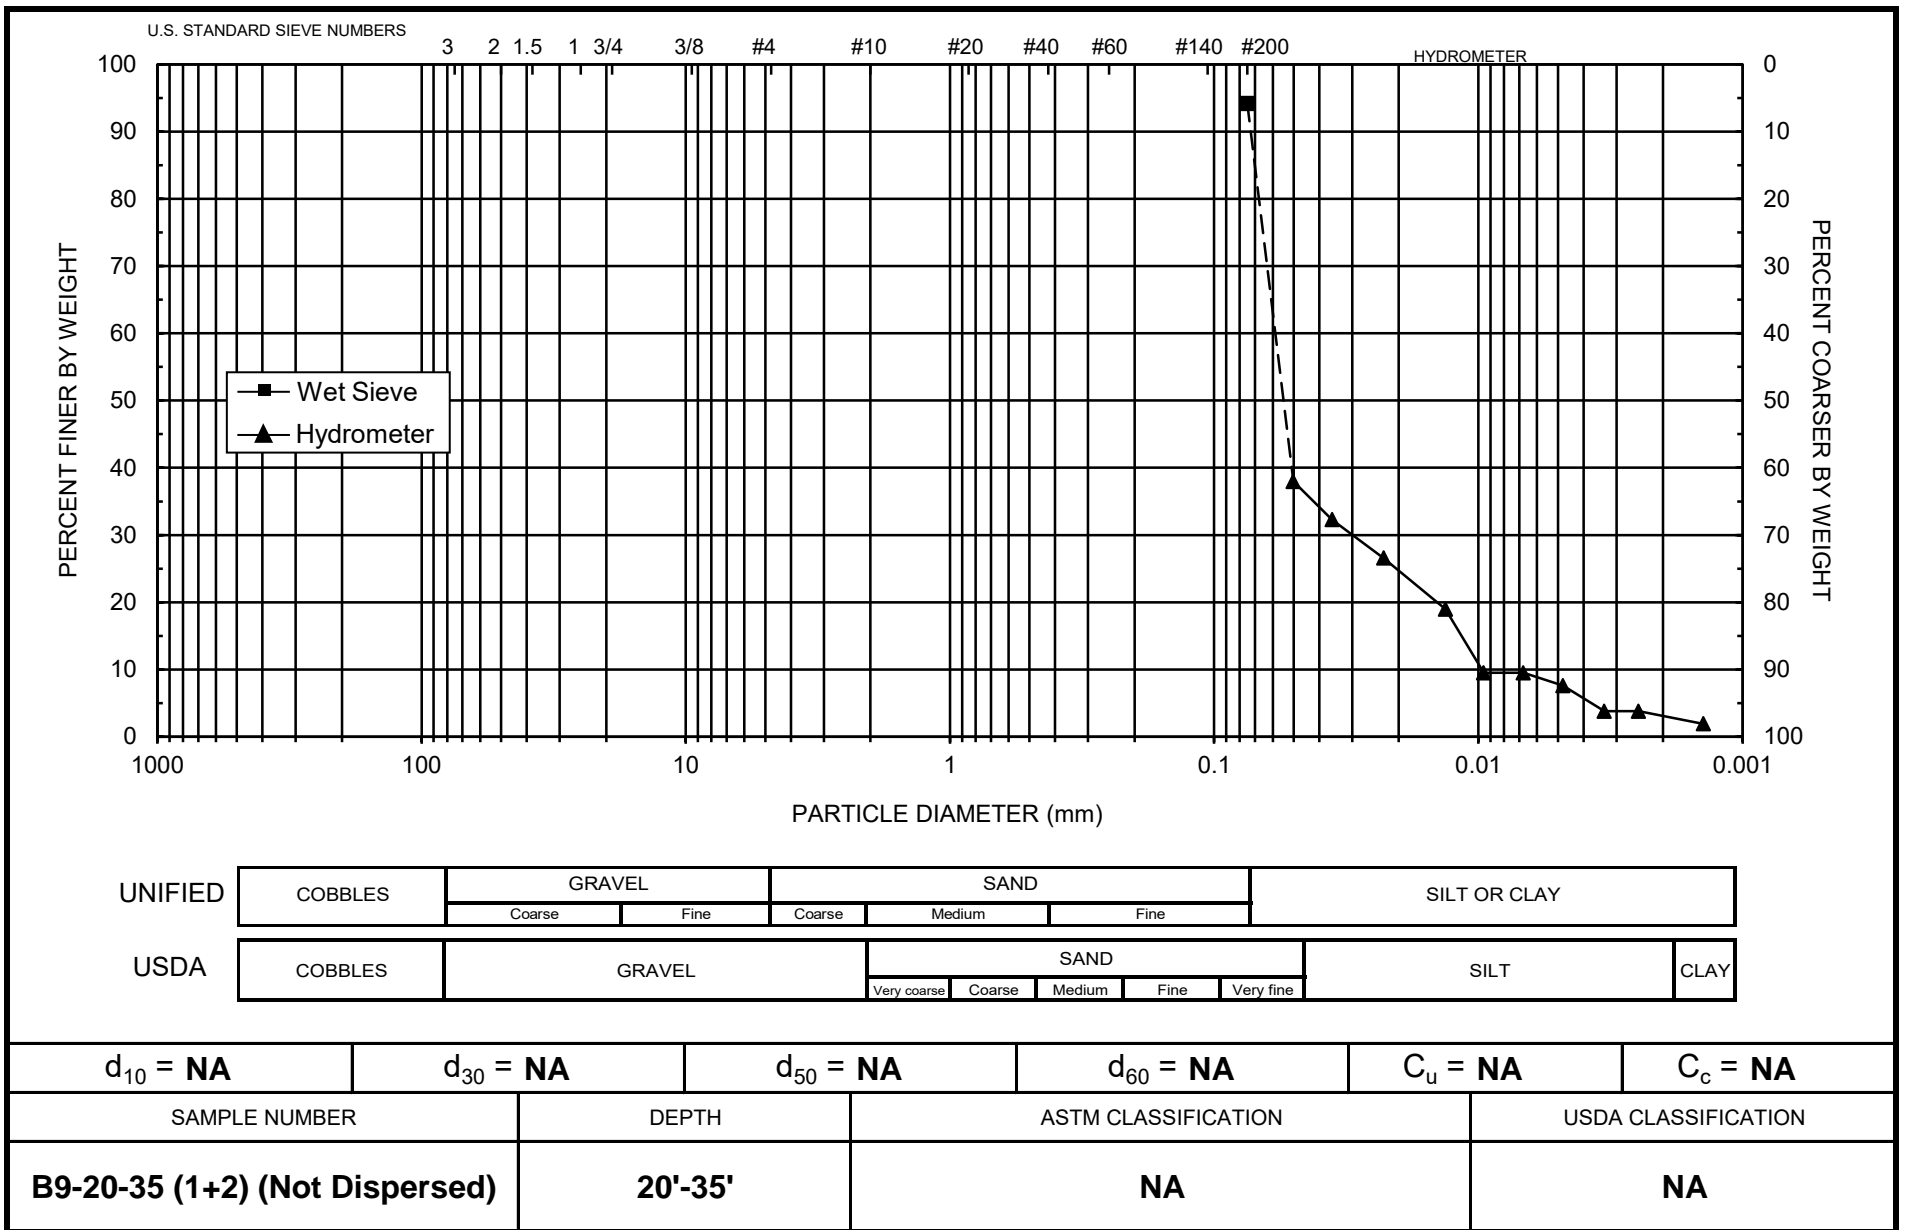 U.S. STANDARD SIEVE NUMBERS
3 2 1.5 1 3/4 3/8 #4 #10 #20 #40 #60 #140 #200
HYDROMETER
100 0
90 10
80 20
70 30
60 40
50 50
40 60
30 70
20 80
10 90
0 100
PERCENT FINER BY WEIGHT
PERCENT COARSER BY WEIGHT
Wet Sieve
Hydrometer
1000 100 10 1 0.1 0.01 0.001
PARTICLE DIAMETER (mm)
UNIFIED
COBBLES GRAVEL SAND SILT OR CLAY
Coarse Fine Coarse Medium Fine
USDA
COBBLES GRAVEL SAND SILT CLAY
Very coarse Coarse Medium Fine Very fine
d10 = NA d30 = NA d50 = NA d60 = NA Cu = NA Cc = NA
SAMPLE NUMBER DEPTH ASTM CLASSIFICATION USDA CLASSIFICATION
B9-20-35 (1+2) (Not Dispersed) 20'-35' NA NA